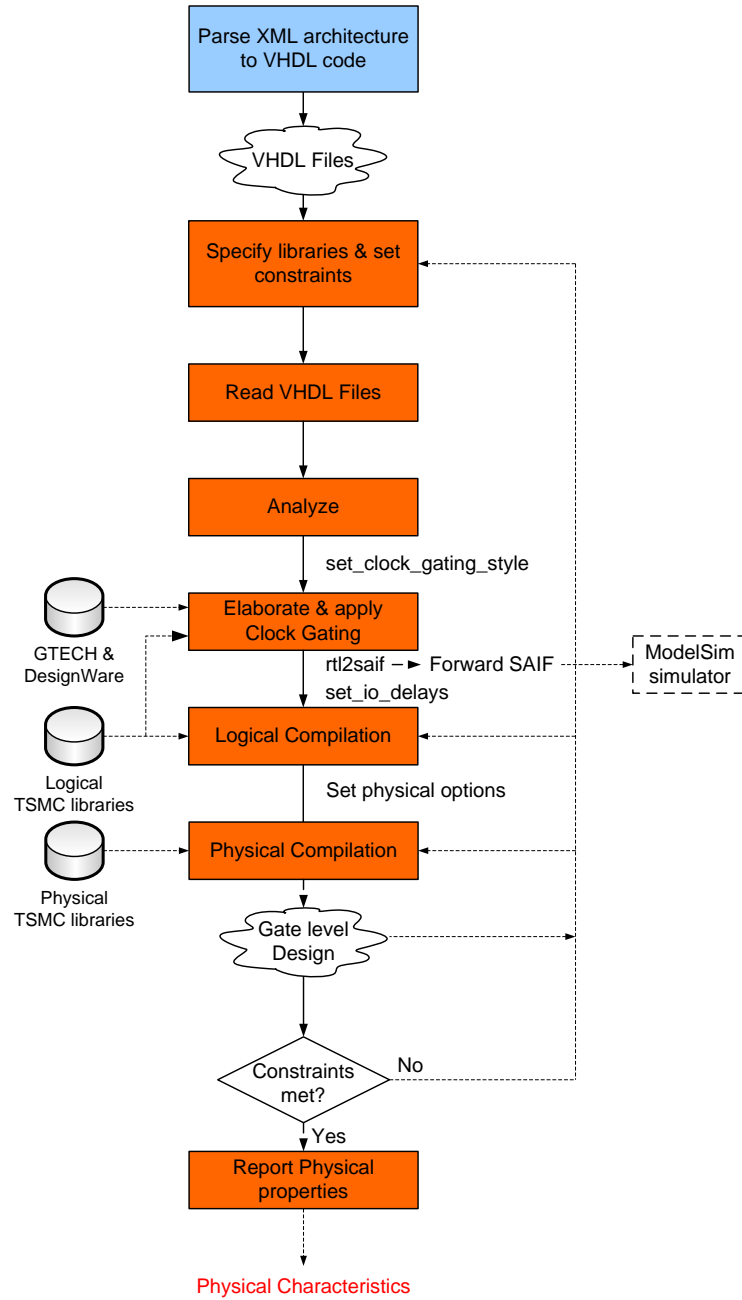 Parse XML architecture
to VHDL code
VHDL Files
Specify libraries & set
constraints
Read VHDL Files
Analyze
set_clock_gating_style
Elaborate & apply
Clock Gating
GTECH &
DesignWare
rtl2saif
Forward SAIF
ModelSim
simulator
set_io_delays
Logical Compilation
Logical
TSMC libraries
Set physical options
Physical Compilation
Physical
TSMC libraries
Gate level
Design
Constraints
met?
No
Yes
Report Physical
properties
Physical Characteristics